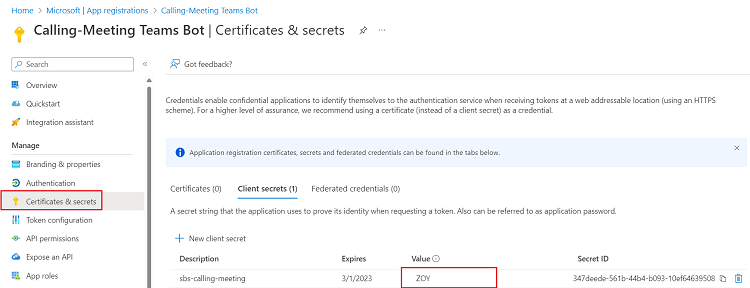 Home > Microsoft | App registrations > Calling-Meeting Teams Bot
Calling-Meeting Teams Bot | Certificates & secrets
Search
Got feedback?
Overview
Quickstart
Integration assistant
Manage
Branding & properties
Authentication
Certificates & secrets
Token configuration
API permissions
Expose an API
App roles
Credentials enable confidential applications to identify themselves to the authentication service when receiving tokens at a web addressable location (using an HTTPS
scheme). For a higher level of assurance, we recommend using a certificate (instead of a client secret) as a credential.
Application registration certificates, secrets and federated credentials can be found in the tabs below.
Certificates (0) Client secrets (1) Federated credentials (0)
A secret string that the application uses to prove its identity when requesting a token. Also can be referred to as application password.
New client secret
Description Expires Value Secret ID
sbs-calling-meeting 3/1/2023 ZOY 347deede-561b-44b4-b093-10ef64639508